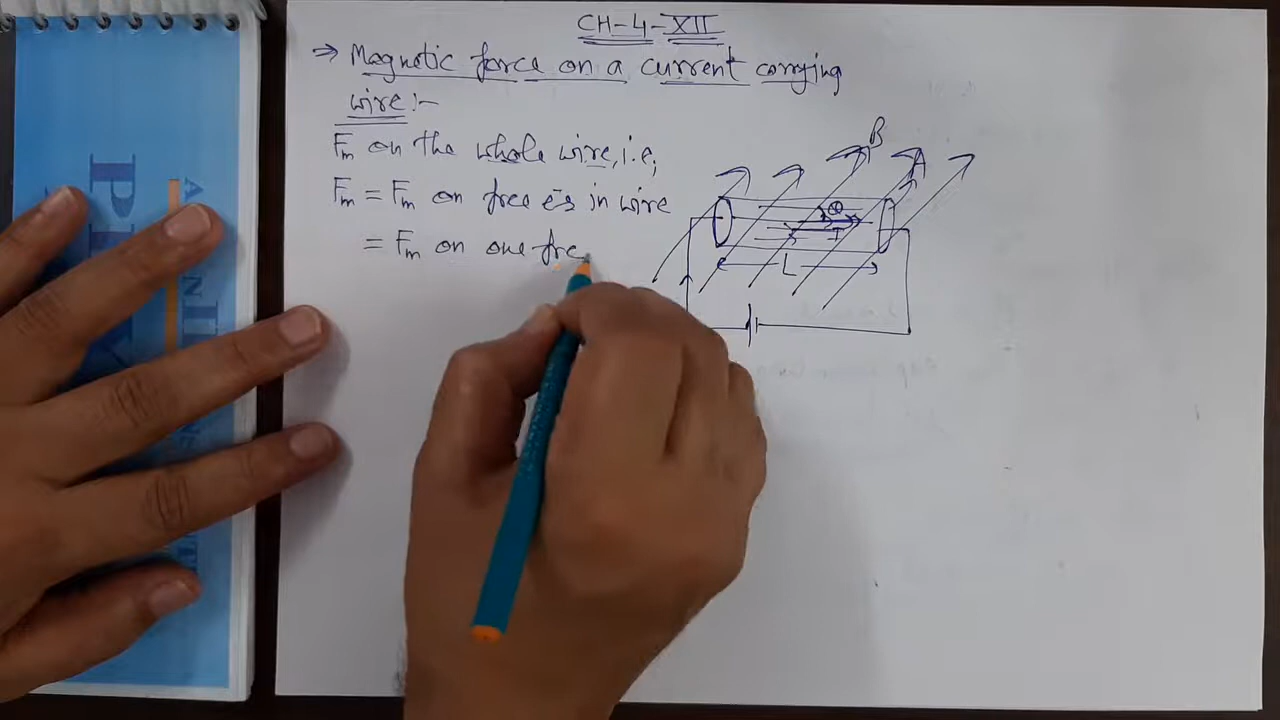 CH-4-XII
⇒ Magnetic force on a current carrying
wire:-
Fm on the whole wire, i.e;
Fm = Fm on free e⁻s in wire
= Fm on one fre
B
θ
I
L